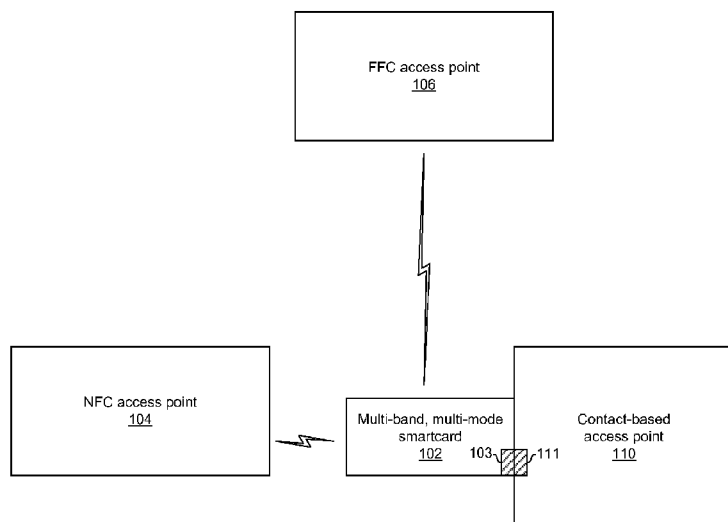 FFC access point
106
NFC access point
104
Multi-band, multi-mode
smartcard
102
103
111
Contact-based
access point
110